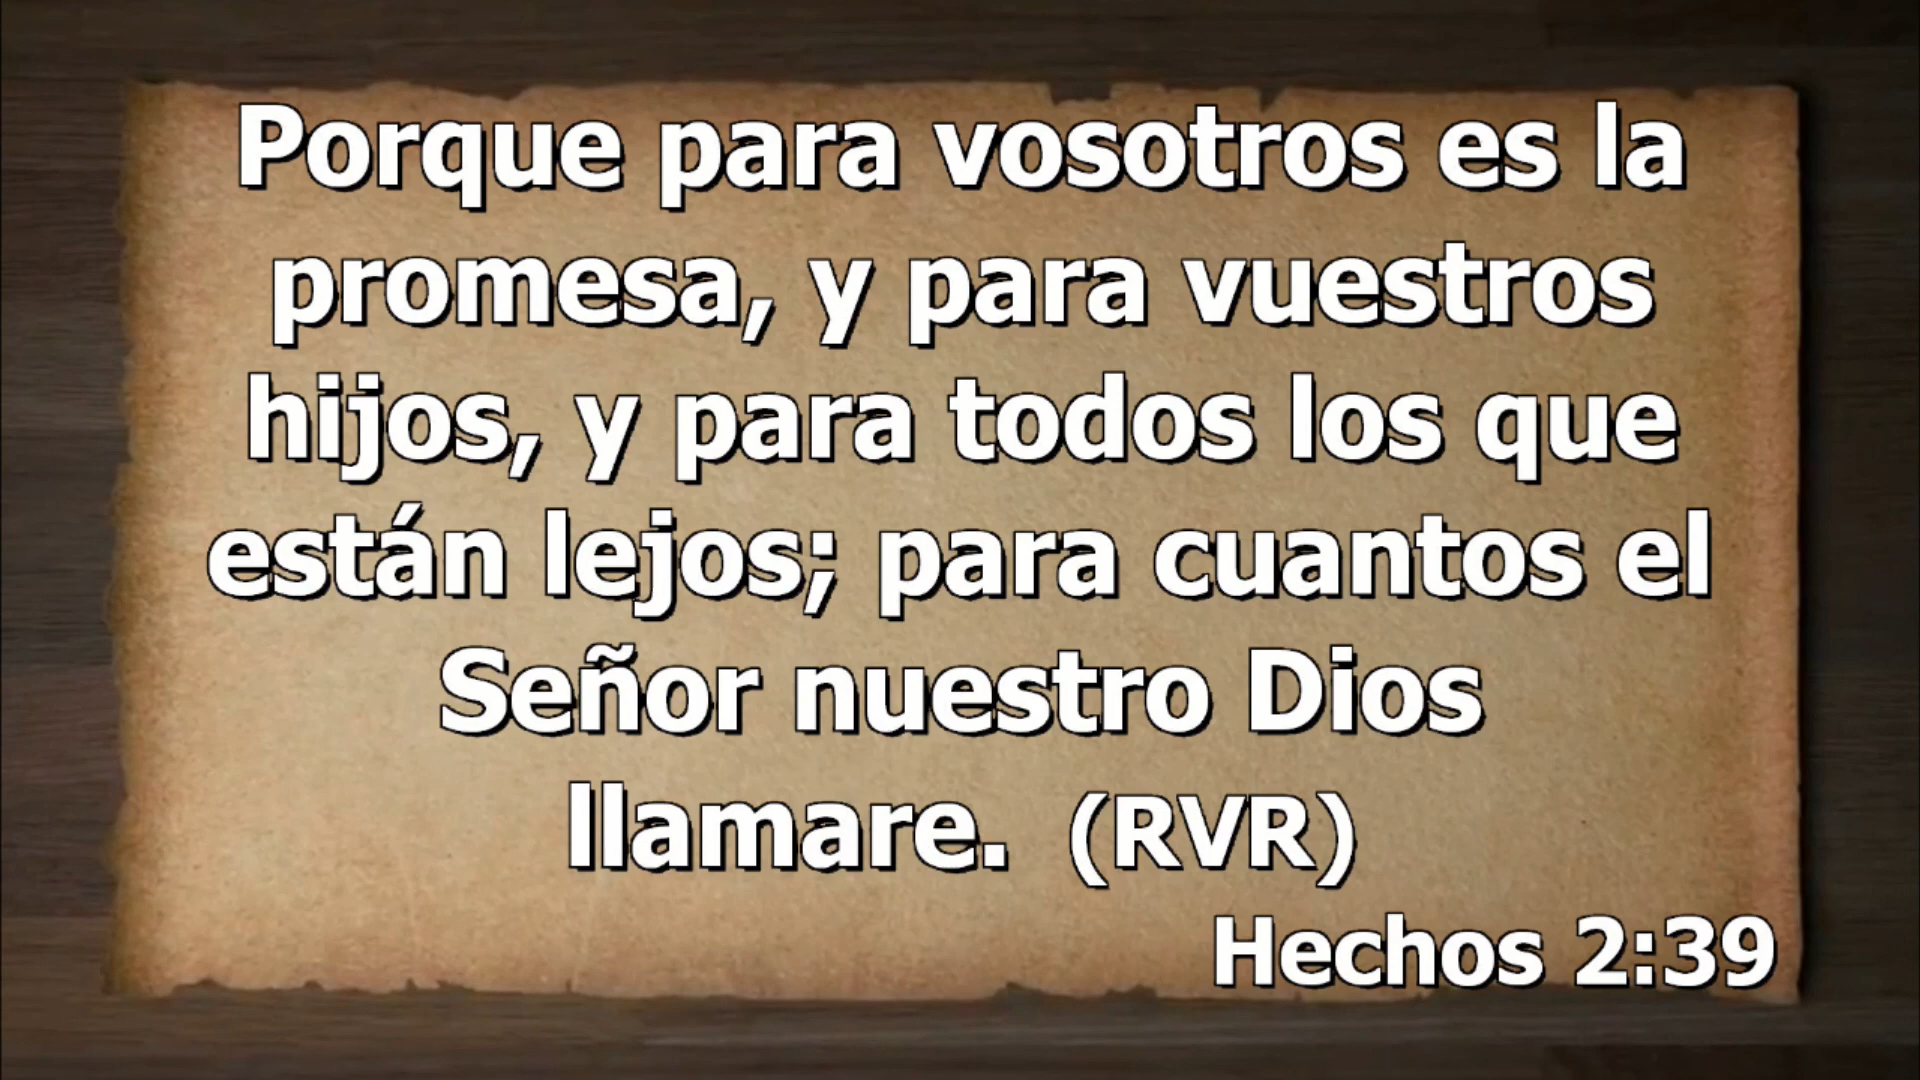 Porque para vosotros es la
promesa, y para vuestros
hijos, y para todos los que
están lejos; para cuantos el
Señor nuestro Dios
llamare. (RVR)
Hechos 2:39